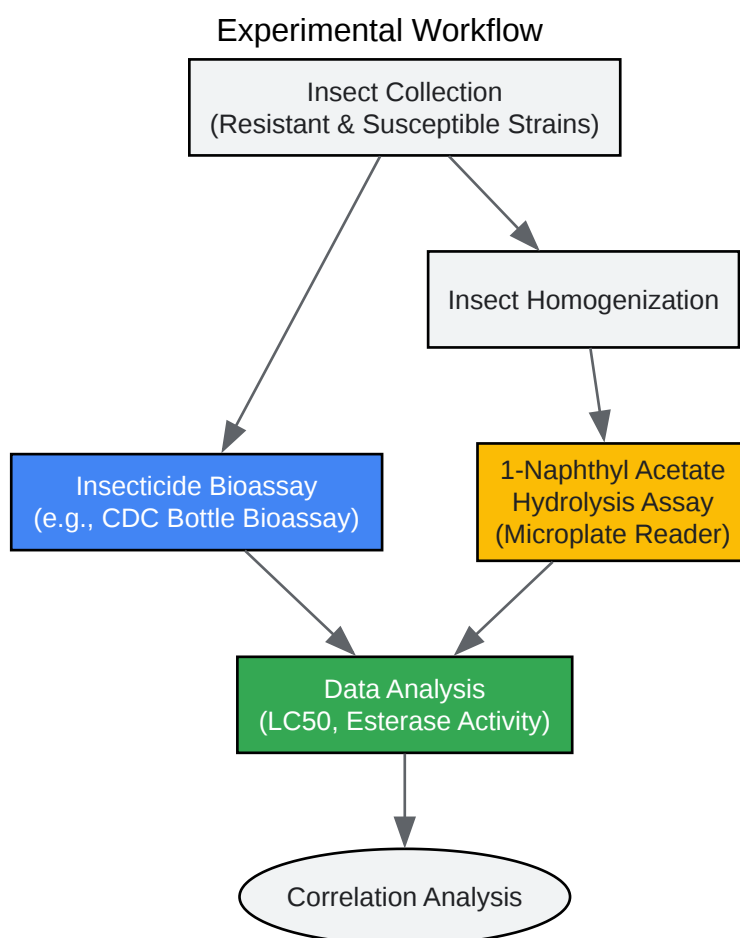 Experimental Workflow
Insect Collection
(Resistant & Susceptible Strains)
Insect Homogenization
Insecticide Bioassay
(e.g., CDC Bottle Bioassay)
1-Naphthyl Acetate
Hydrolysis Assay
(Microplate Reader)
Data Analysis
(LC50, Esterase Activity)
Correlation Analysis